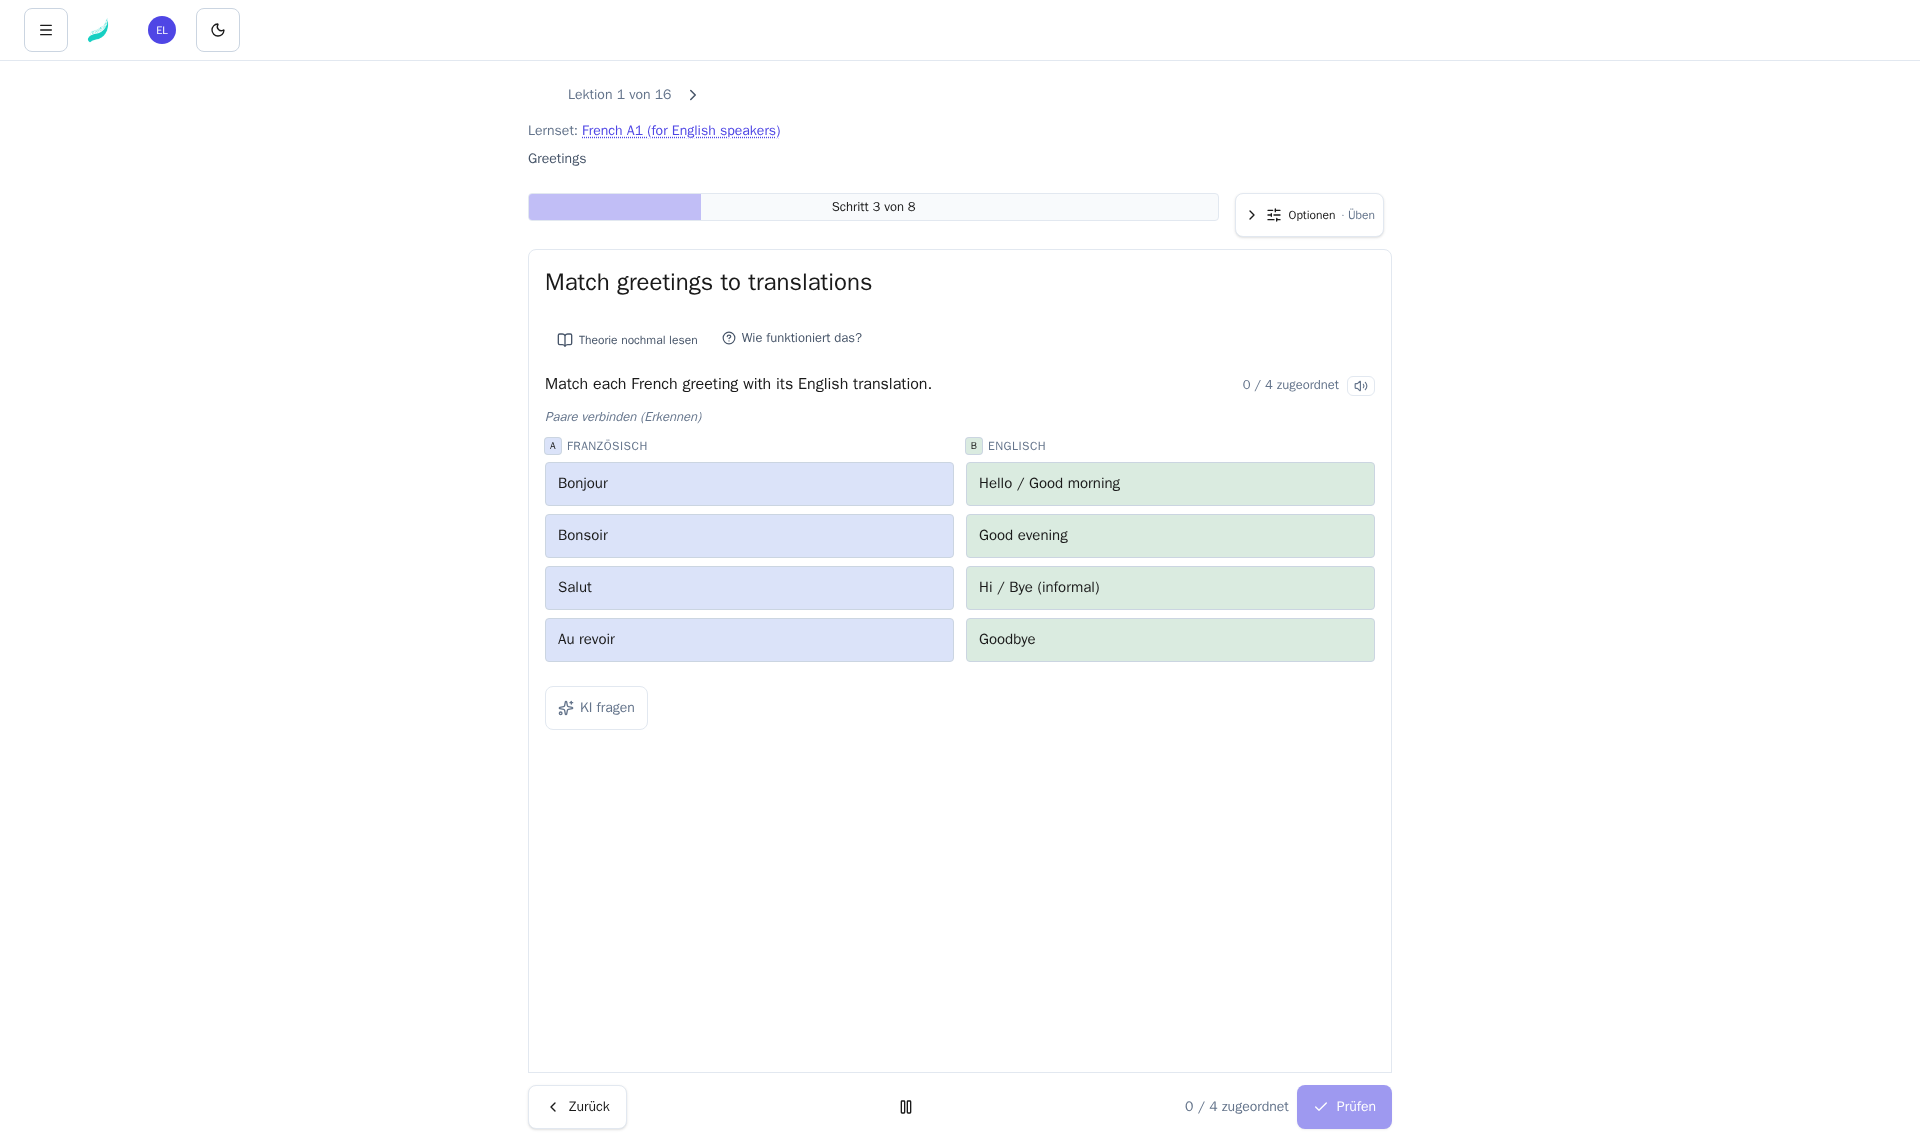 EL
Lektion 1 von 16
Lernset: French A1 (for English speakers)
Greetings
Schritt 3 von 8
Optionen · Üben
Match greetings to translations
Theorie nochmal lesen
Wie funktioniert das?
Match each French greeting with its English translation.
0 / 4 zugeordnet
Paare verbinden (Erkennen)
A FRANZÖSISCH
B ENGLISCH
Bonjour
Hello / Good morning
Bonsoir
Good evening
Salut
Hi / Bye (informal)
Au revoir
Goodbye
KI fragen
Zurück
0 / 4 zugeordnet
Prüfen